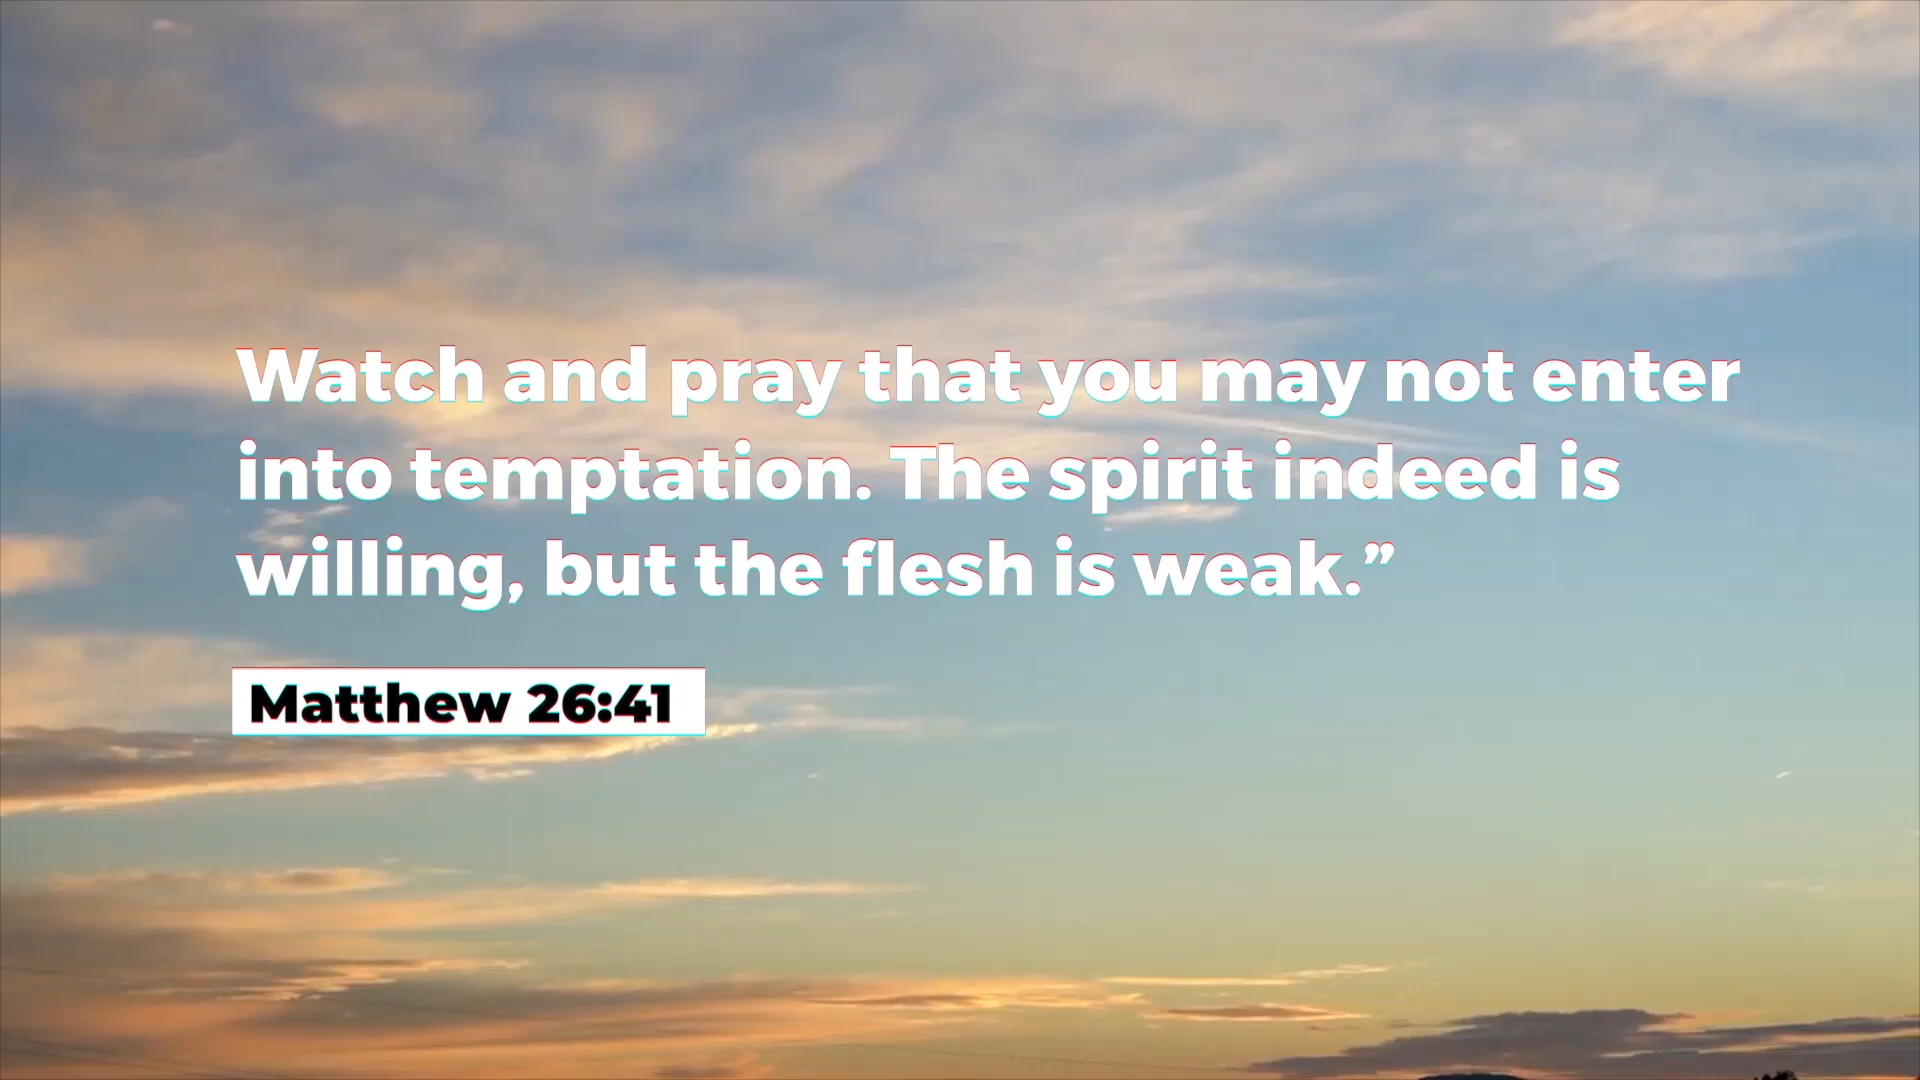 Watch and pray that you may not enter
into temptation. The spirit indeed is
willing, but the flesh is weak.”
Matthew 26:41